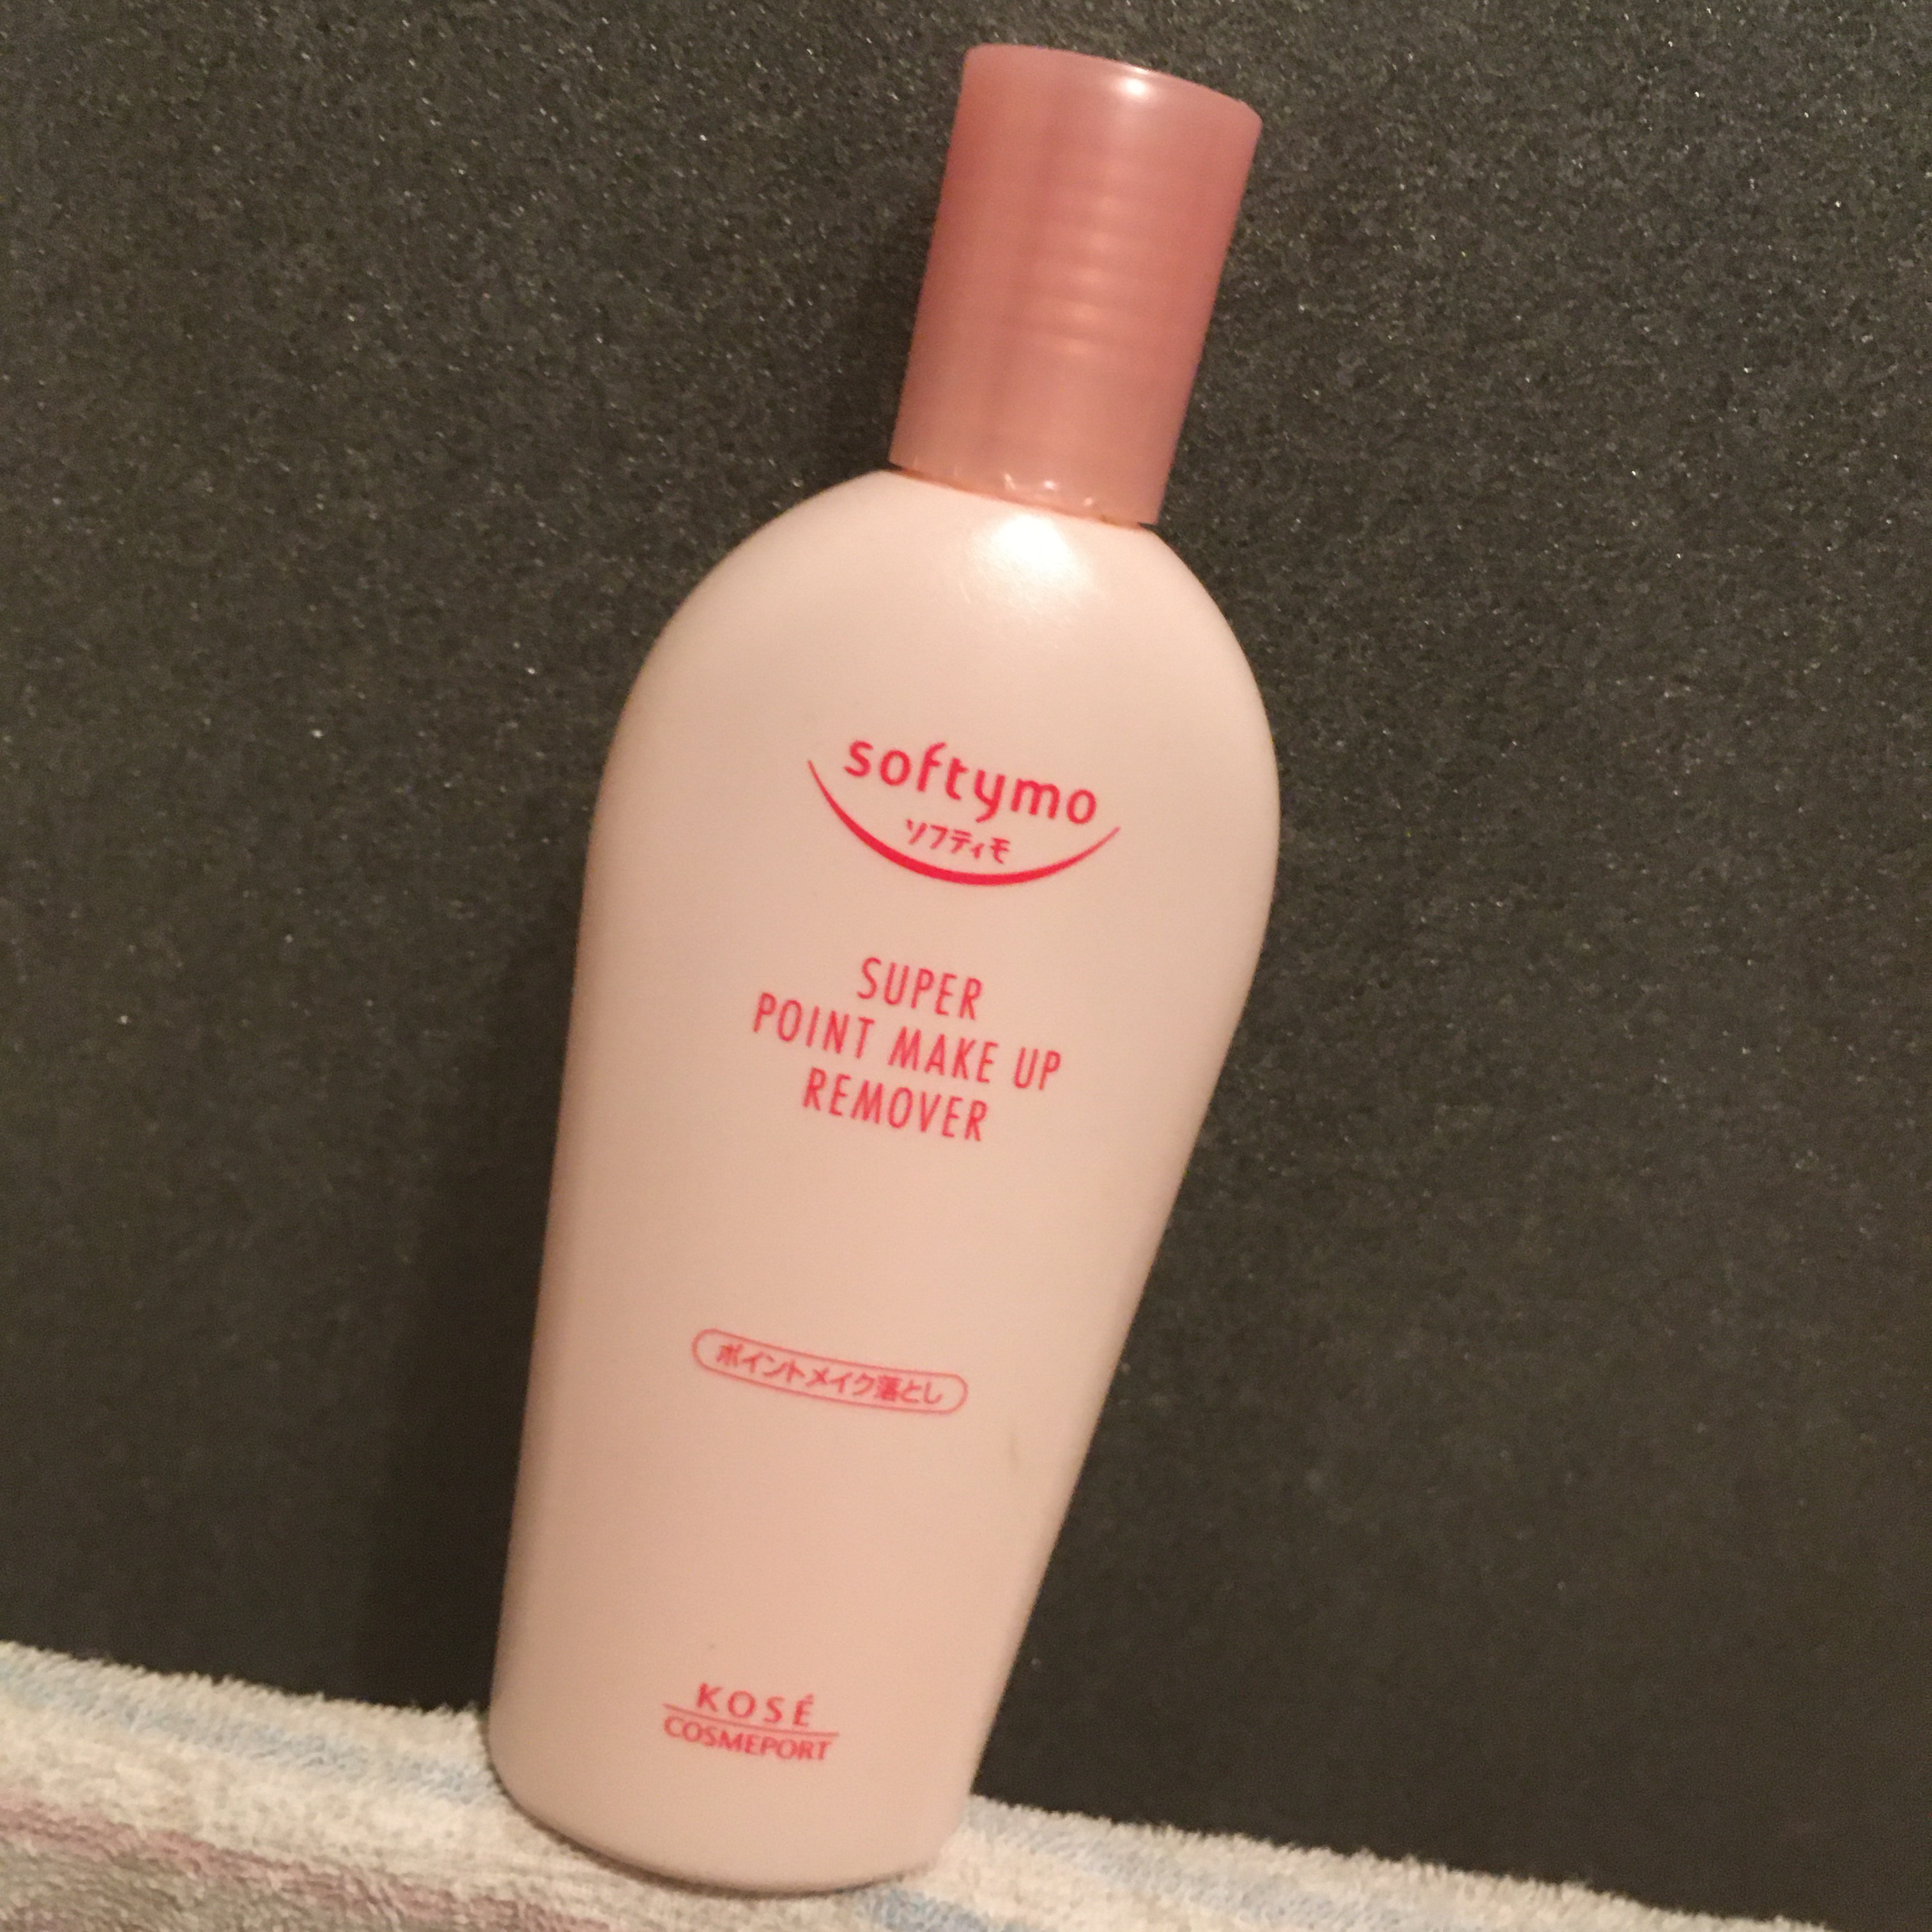 softymo
ソフティモ
SUPER
POINT MAKE UP
REMOVER
ポイントメイク落とし
KOSÉ
COSMEPORT